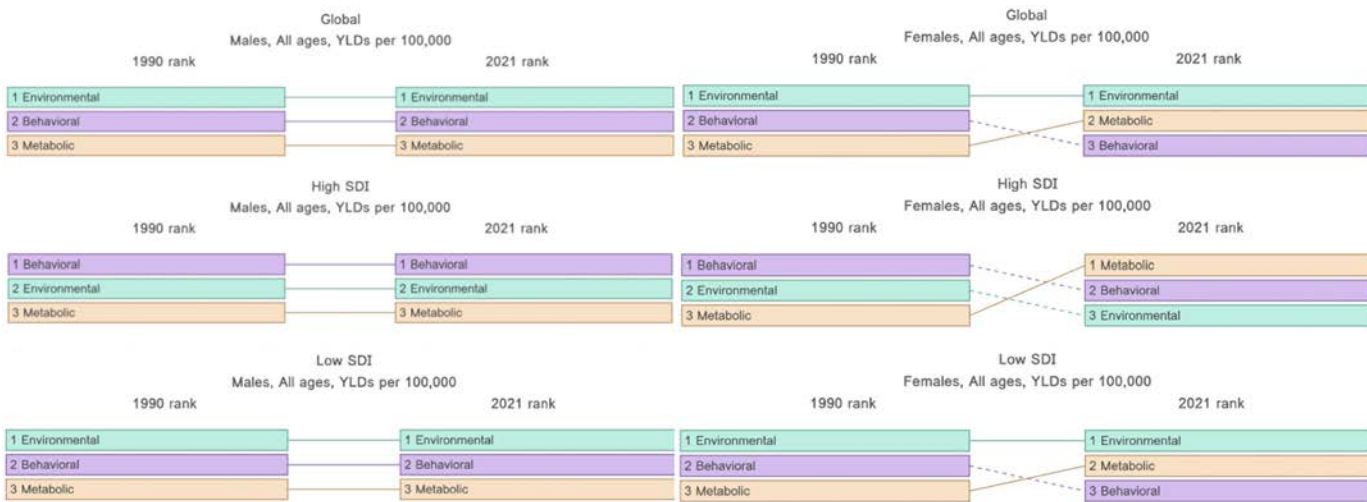 Global
Males, All ages, YLDs per 100,000
1990 rank 2021 rank
1 Environmental 1 Environmental
2 Behavioral 2 Behavioral
3 Metabolic 3 Metabolic
Global
Females, All ages, YLDs per 100,000
1990 rank 2021 rank
1 Environmental 1 Environmental
2 Behavioral 2 Metabolic
3 Metabolic 3 Behavioral
High SDI
Males, All ages, YLDs per 100,000
1990 rank 2021 rank
1 Behavioral 1 Behavioral
2 Environmental 2 Environmental
3 Metabolic 3 Metabolic
High SDI
Females, All ages, YLDs per 100,000
1990 rank 2021 rank
1 Behavioral 1 Metabolic
2 Environmental 2 Behavioral
3 Metabolic 3 Environmental
Low SDI
Males, All ages, YLDs per 100,000
1990 rank 2021 rank
1 Environmental 1 Environmental
2 Behavioral 2 Behavioral
3 Metabolic 3 Metabolic
Low SDI
Females, All ages, YLDs per 100,000
1990 rank 2021 rank
1 Environmental 1 Environmental
2 Behavioral 2 Metabolic
3 Metabolic 3 Behavioral